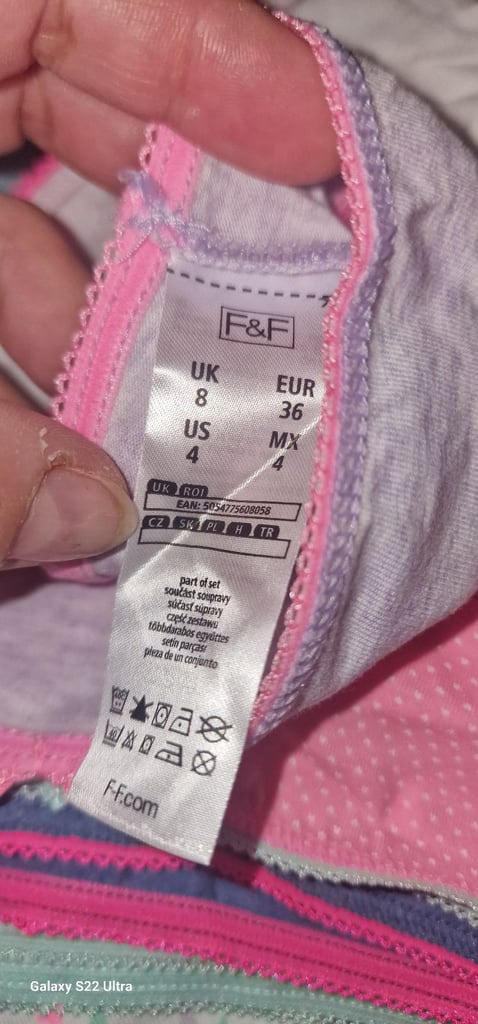 F&F
UK EUR
8 36
US MX
4 4
UK ROI
EAN: 5054775608058
CZ SK PL H TR
part of set
součást soupravy
súčasť súpravy
część zestawu
többdarabos együttes
setin parçası
pieza de un conjunto
F-F.com
Galaxy S22 Ultra